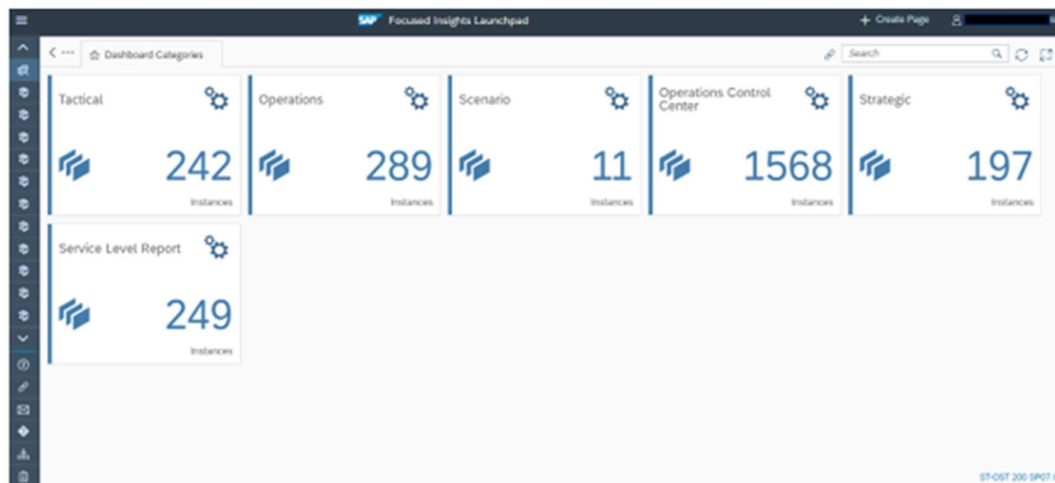 SAP Focused Insights Launchpad
+ Create Page
Dashboard Categories
Search
Tactical
242
Instances
Operations
289
Instances
Scenario
11
Instances
Operations Control
Center
1568
Instances
Strategic
197
Instances
Service Level Report
249
Instances
ST-OST 200 SP07